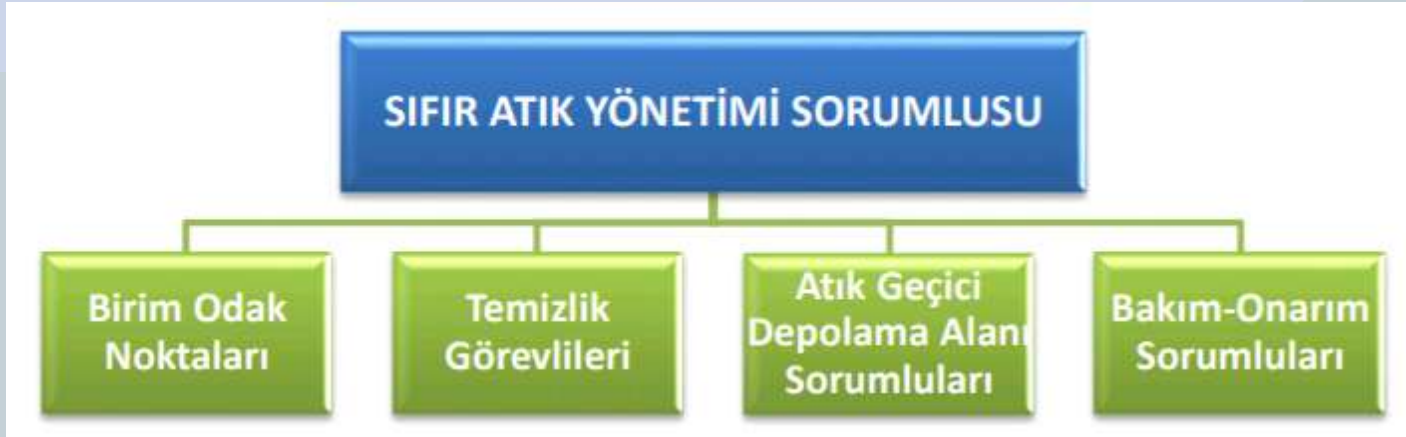 SIFIR ATIK YÖNETİMİ SORUMLUSU
Birim Odak
Noktaları
Temizlik
Görevlileri
Atık Geçici
Depolama Alanı
Sorumluları
Bakım-Onarım
Sorumluları